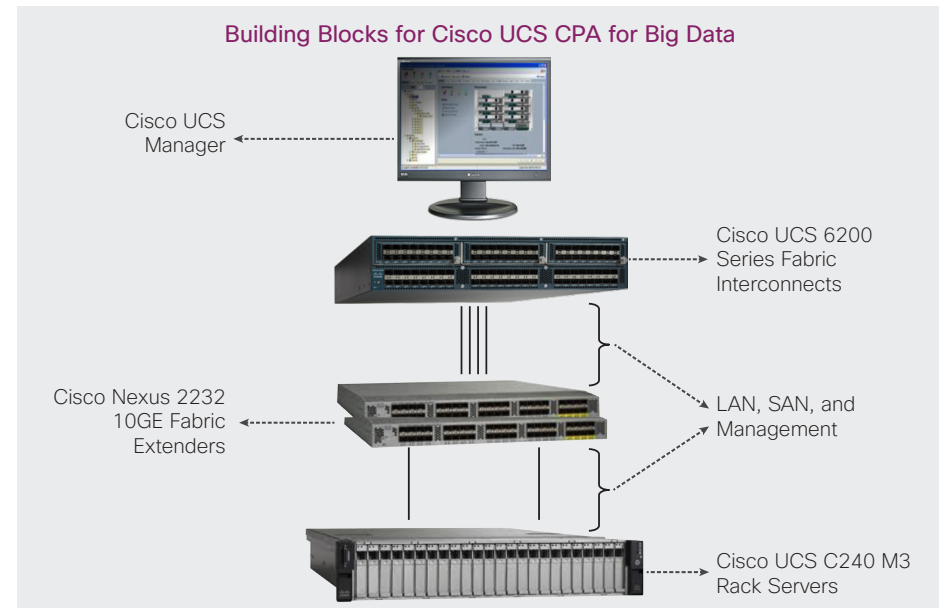 Building Blocks for Cisco UCS CPA for Big Data
Cisco UCS
Manager
Cisco UCS 6200
Series Fabric
Interconnects
Cisco Nexus 2232
10GE Fabric
Extenders
LAN, SAN, and
Management
Cisco UCS C240 M3
Rack Servers